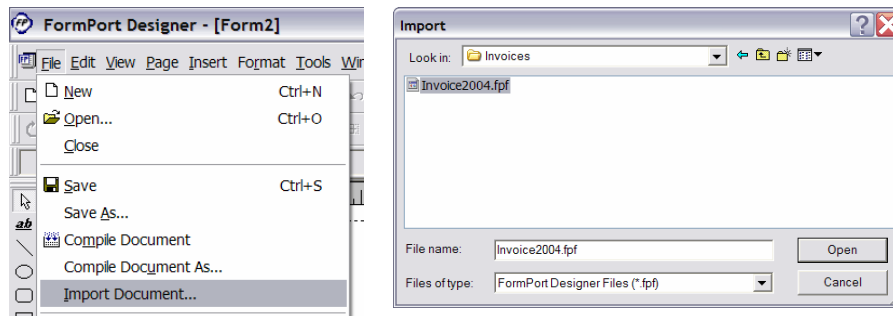 FormPort Designer - [Form2]
File Edit View Page Insert Format Tools
New Ctrl+N
Open... Ctrl+O
Close
Save Ctrl+S
Save As...
Compile Document
Compile Document As...
Import Document...
ab
Import
Look in: Invoices
Invoice2004.fpf
File name: Invoice2004.fpf Open
Files of type: FormPort Designer Files (*.fpf) Cancel